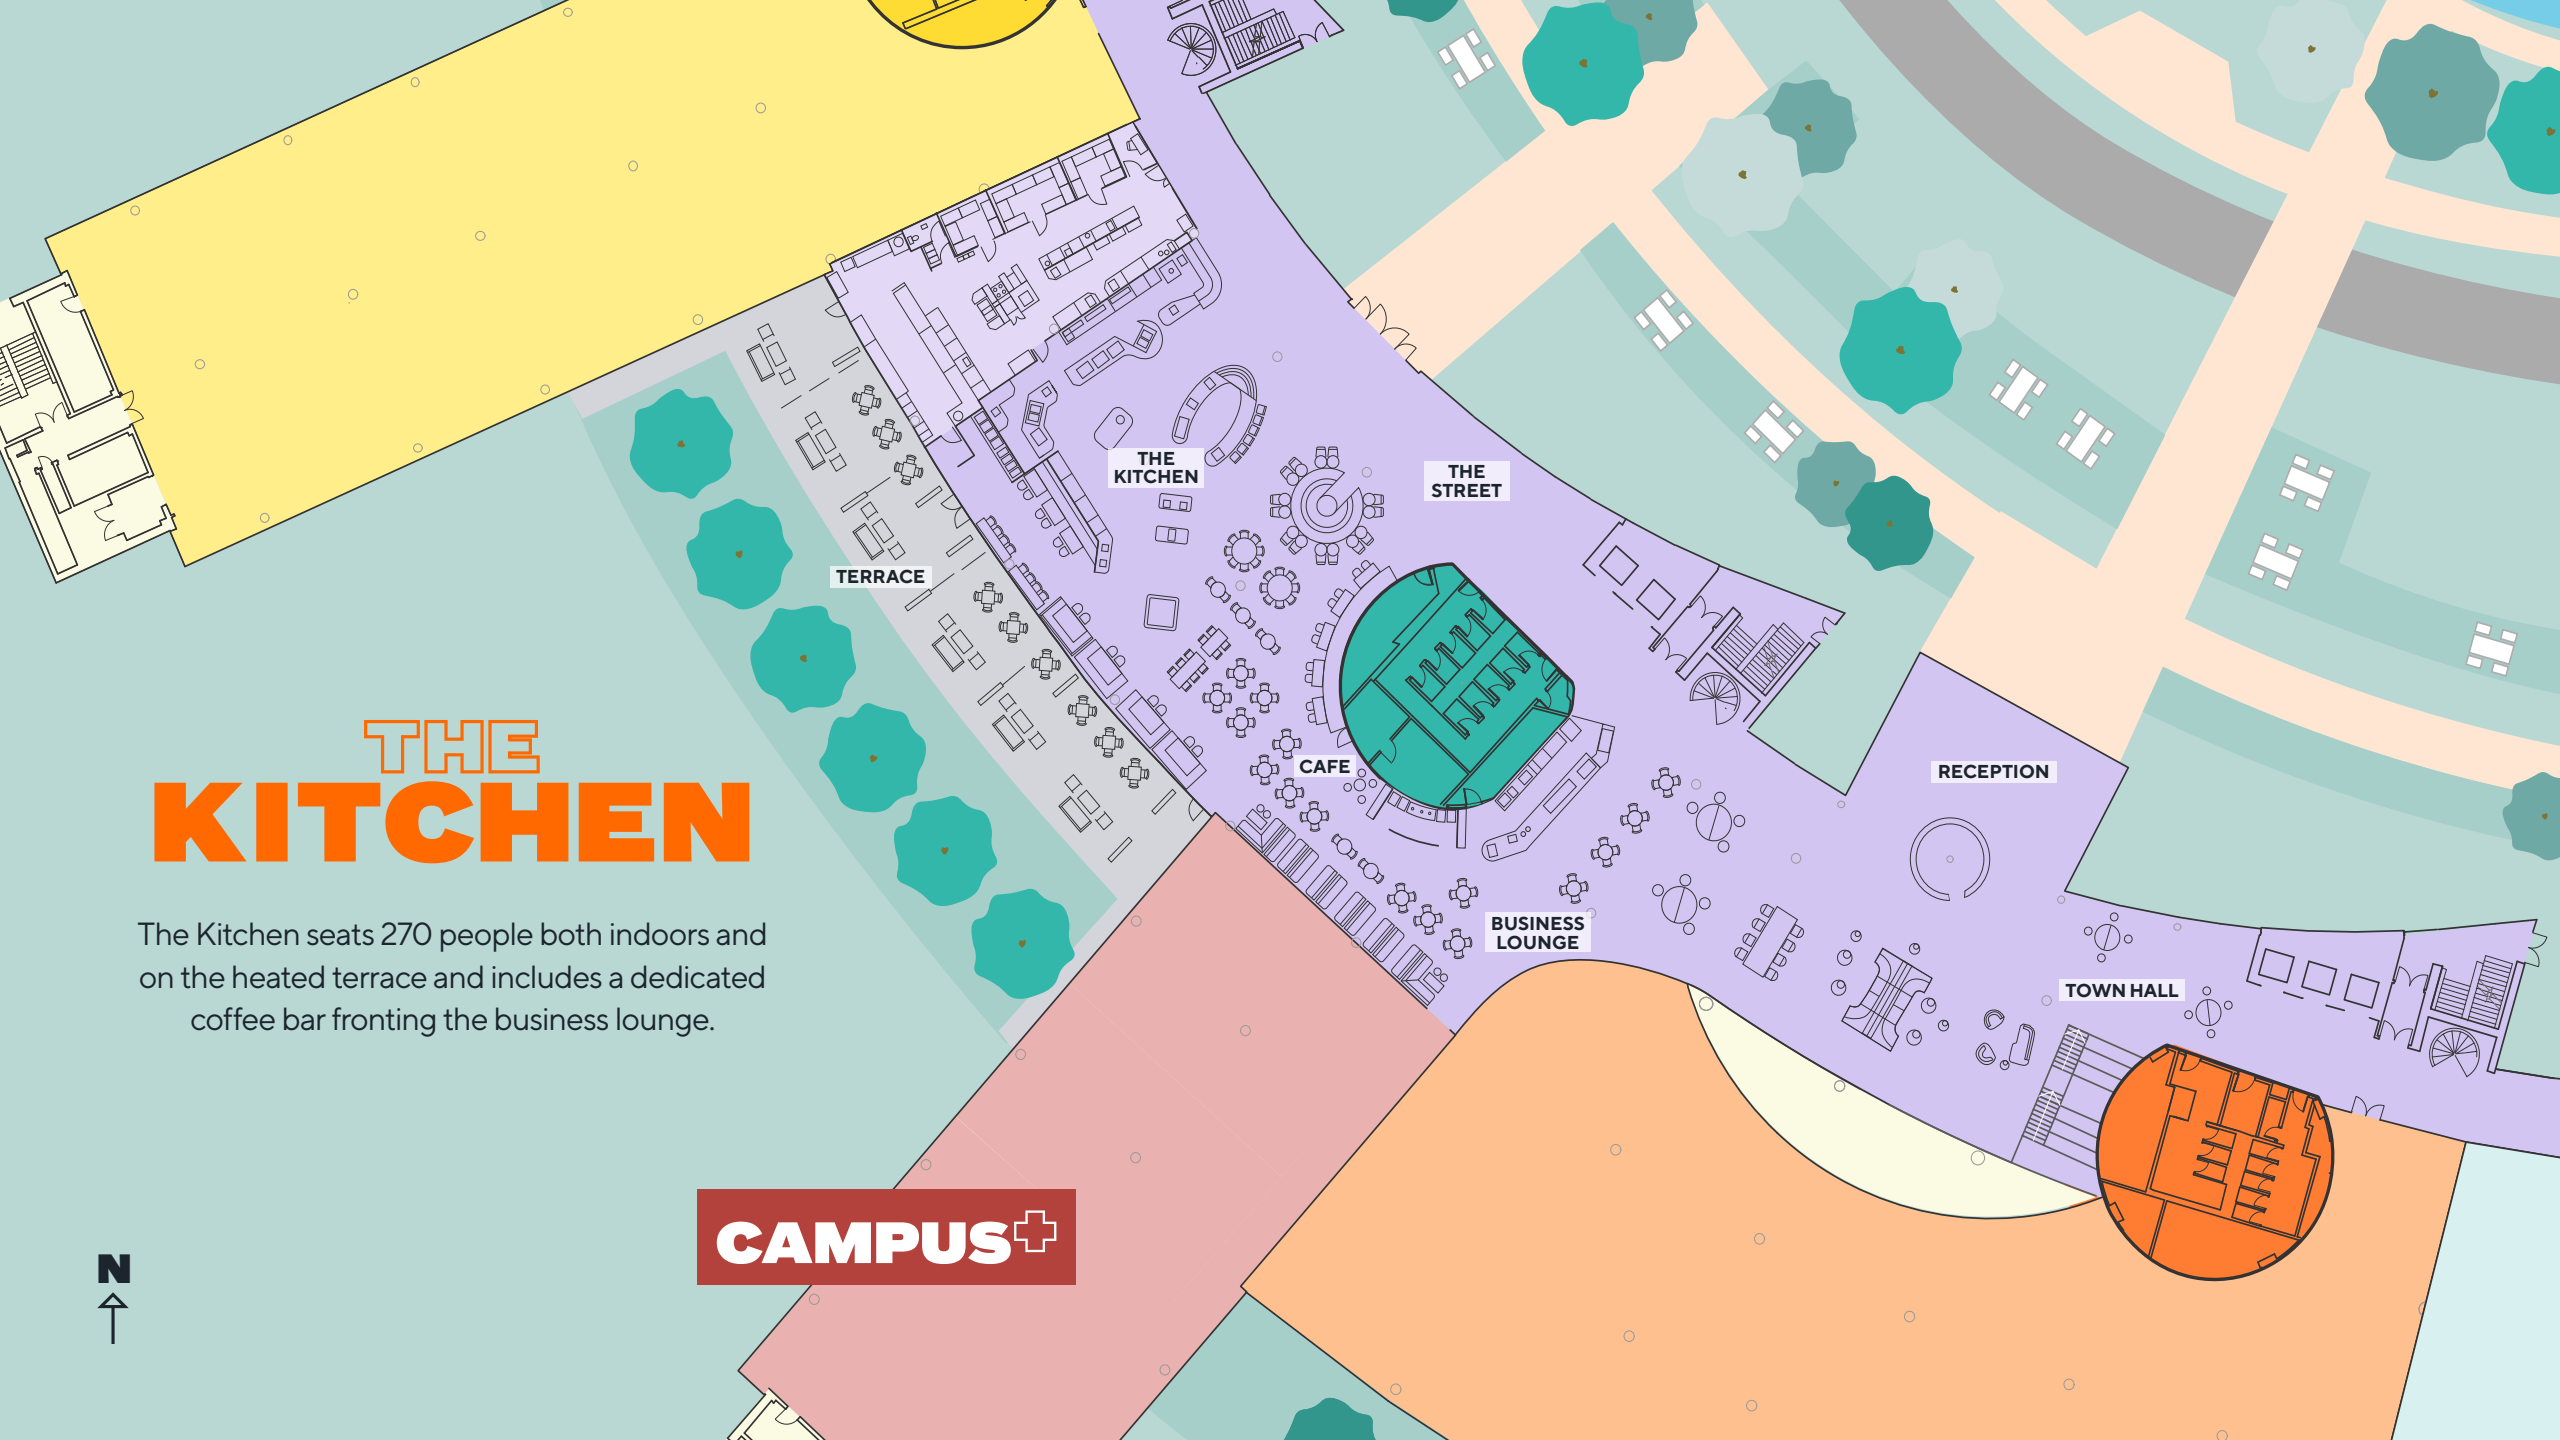 THE
KITCHEN
THE
STREET
TERRACE
CAFE
RECEPTION
BUSINESS
LOUNGE
TOWN HALL
THE
KITCHEN
The Kitchen seats 270 people both indoors and
on the heated terrace and includes a dedicated
coffee bar fronting the business lounge.
CAMPUS+
N